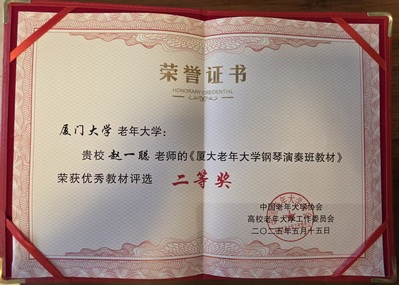 荣誉证书
HONORARY CREDENTIAL
厦门大学 老年大学：
贵校 赵一聪 老师的《厦大老年大学钢琴演奏班教材》
荣获优秀教材评选 二等奖
中国老年大学协会
高校老年大学工作委员会
二〇二五年五月十五日